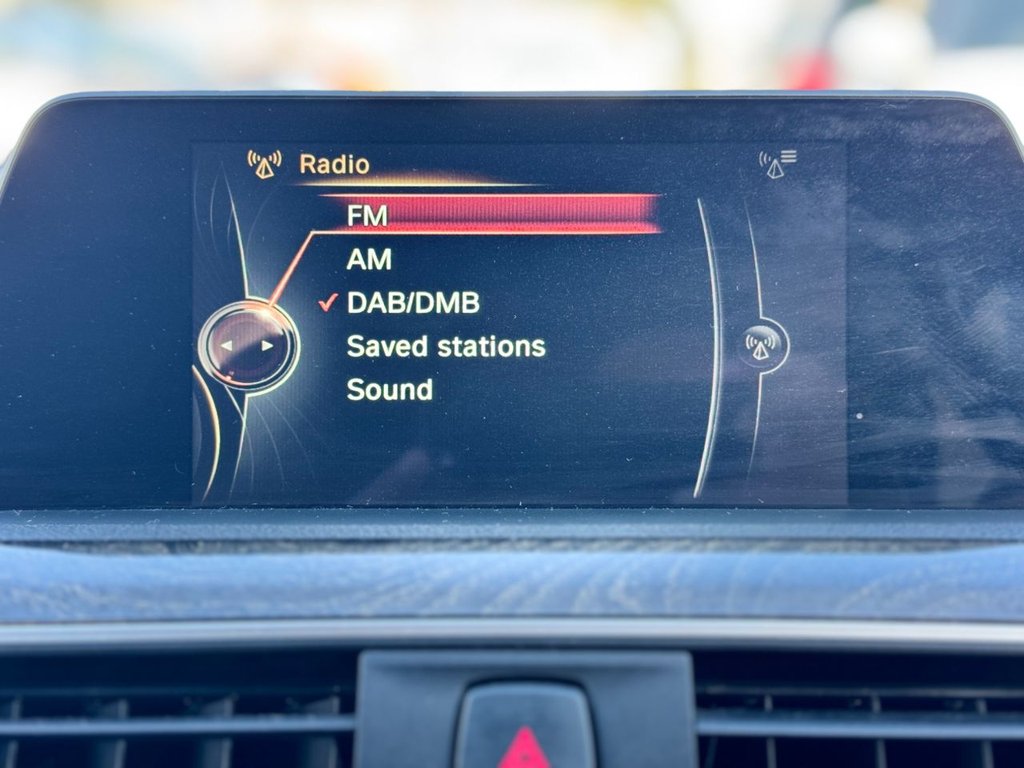 Radio
FM
AM
DAB/DMB
Saved stations
Sound